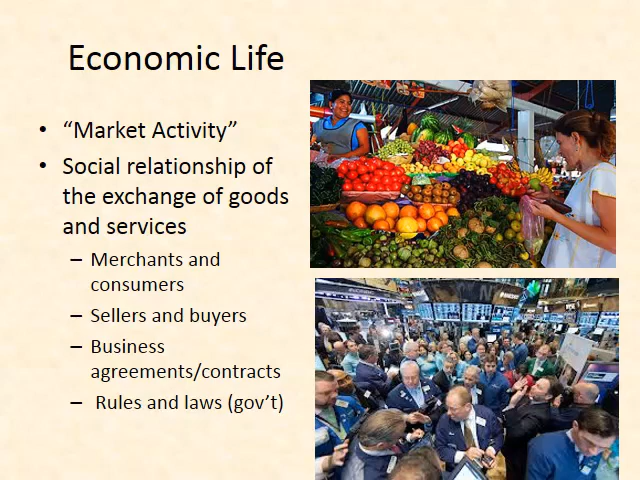 Economic Life
• “Market Activity”
• Social relationship of
the exchange of goods
and services
– Merchants and
consumers
– Sellers and buyers
– Business
agreements/contracts
– Rules and laws (gov’t)